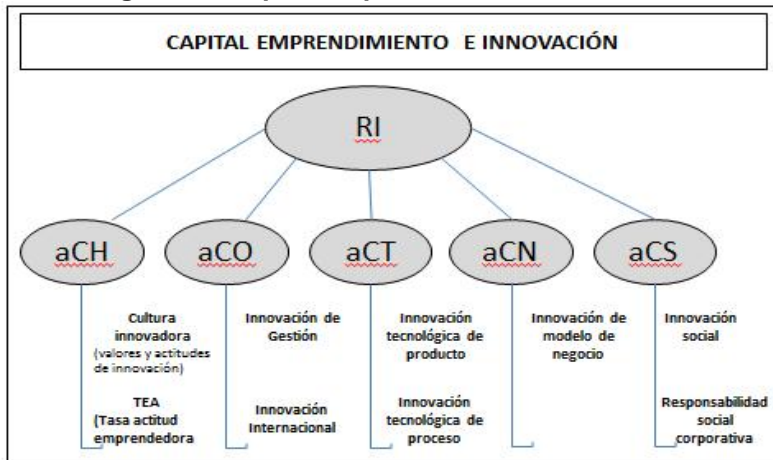 CAPITAL EMPRENDIMIENTO E INNOVACIÓN
RI
aCH
aCO
aCT
aCN
aCS
Cultura
innovadora
(valores y actitudes
de innovación)
TEA
(Tasa actitud
emprendedora
Innovación de
Gestión
Innovación
Internacional
Innovación
tecnológica de
producto
Innovación
tecnológica de
proceso
Innovación de
modelo de
negocio
Innovación
social
Responsabilidad
social
corporativa